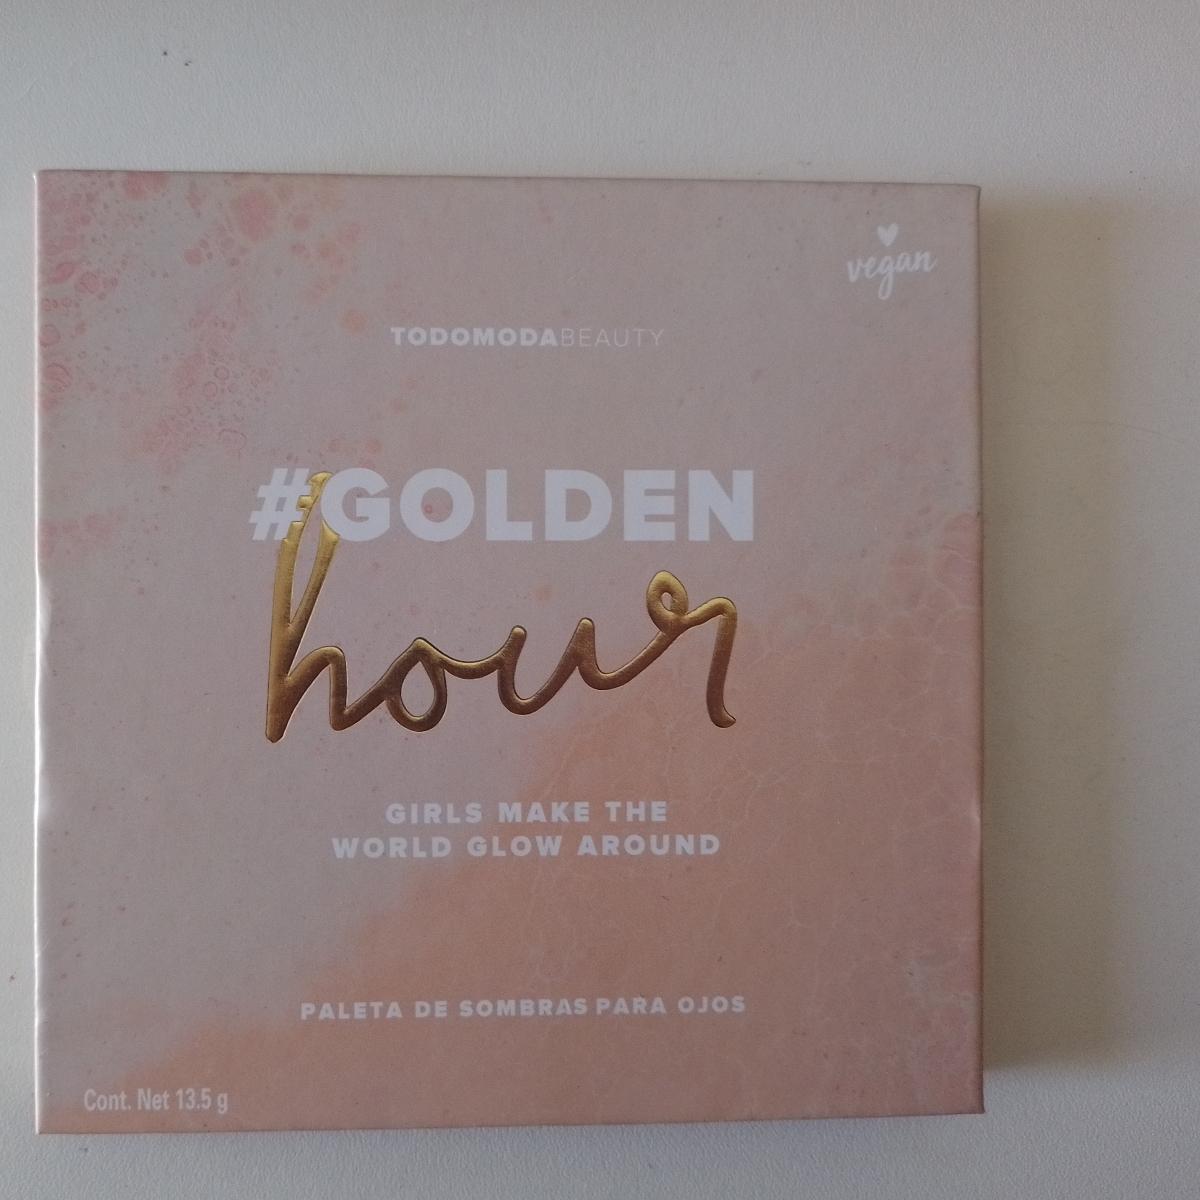 vegan
TODOMODABEAUTY
#GOLDEN
hour
GIRLS MAKE THE
WORLD GLOW AROUND
PALETA DE SOMBRAS PARA OJOS
Cont. Net 13.5 g